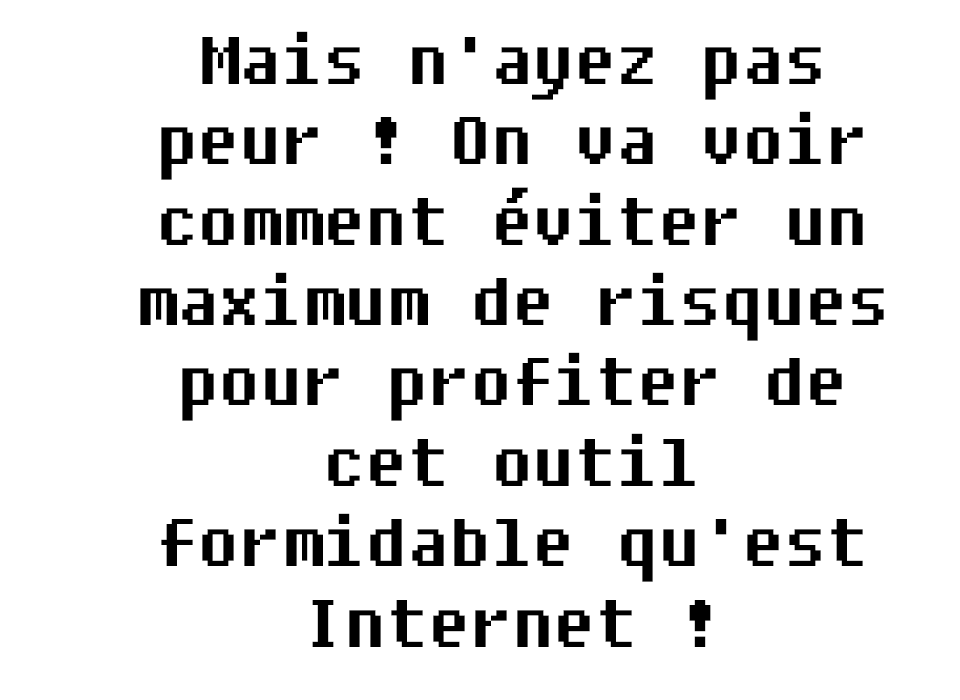 Mais n'ayez pas
peur ! On va voir
comment éviter un
maximum de risques
pour profiter de
cet outil
formidable qu'est
Internet !